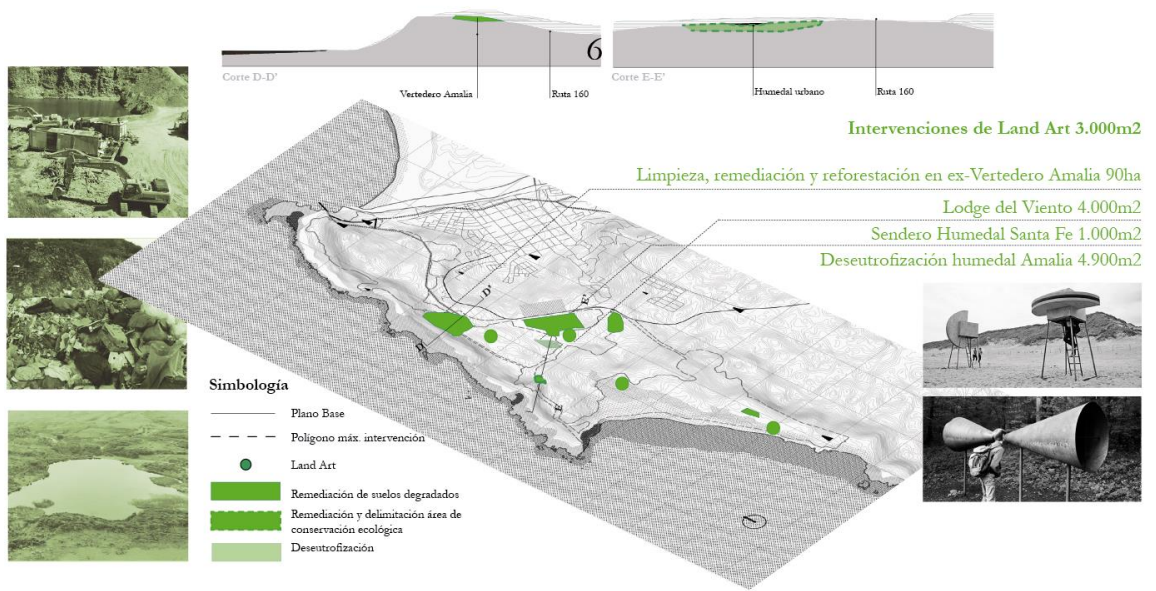 6
Corte D-D'
Vertedero Amalia
Ruta 160
Corte E-E'
Humedal urbano
Ruta 160
Intervenciones de Land Art 3.000m2
Limpieza, remediación y reforestación en ex-Vertedero Amalia 90ha
Lodge del Viento 4.000m2
Sendero Humedal Santa Fe 1.000m2
Deseutrofización humedal Amalia 4.900m2
D'
E'
D
E
Simbología
Plano Base
Polígono máx. intervención
Land Art
Remediación de suelos degradados
Remediación y delimitación área de
conservación ecológica
Deseutrofización